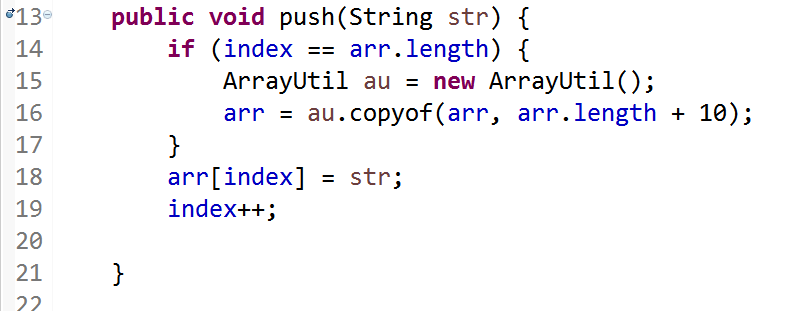 13 public void push(String str) {
14 if (index == arr.length) {
15 ArrayUtil au = new ArrayUtil();
16 arr = au.copyof(arr, arr.length + 10);
17 }
18 arr[index] = str;
19 index++;
20
21 }
22